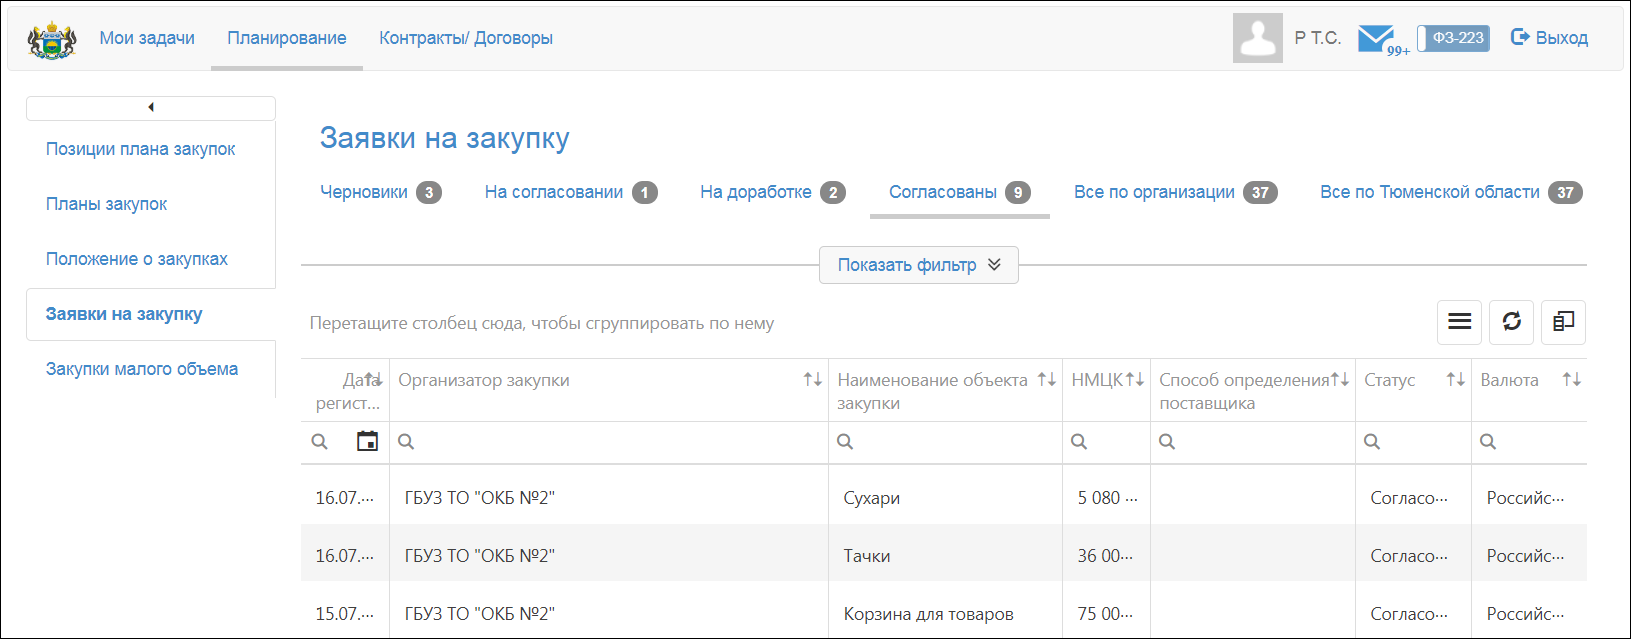 Мои задачи Планирование Контракты/ Договоры Р Т.С. 99+ ФЗ-223 Выход
Позиции плана закупок
Планы закупок
Положение о закупках
Заявки на закупку
Закупки малого объема
Заявки на закупку
Черновики 3 На согласовании 1 На доработке 2 Согласованы 9 Все по организации 37 Все по Тюменской области 37
Показать фильтр
Перетащите столбец сюда, чтобы сгруппировать по нему
Дата Организатор закупки Наименование объекта НМЦК Способ определения Статус Валюта
регист... закупки поставщика
16.07.... ГБУЗ ТО "ОКБ №2" Сухари 5 080 ... Согласо... Российс...
16.07.... ГБУЗ ТО "ОКБ №2" Тачки 36 00... Согласо... Российс...
15.07.... ГБУЗ ТО "ОКБ №2" Корзина для товаров 75 00... Согласо... Российс...